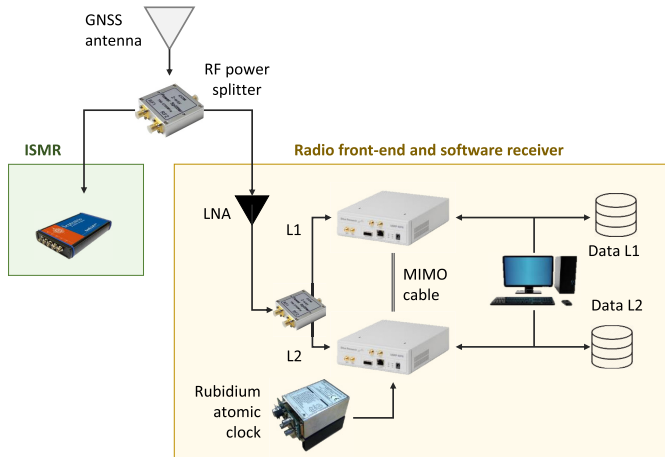 GNSS
antenna
RF power
splitter
ISMR
Radio front-end and software receiver
LNA
L1
MIMO
cable
Data L1
Data L2
L2
Rubidium
atomic
clock